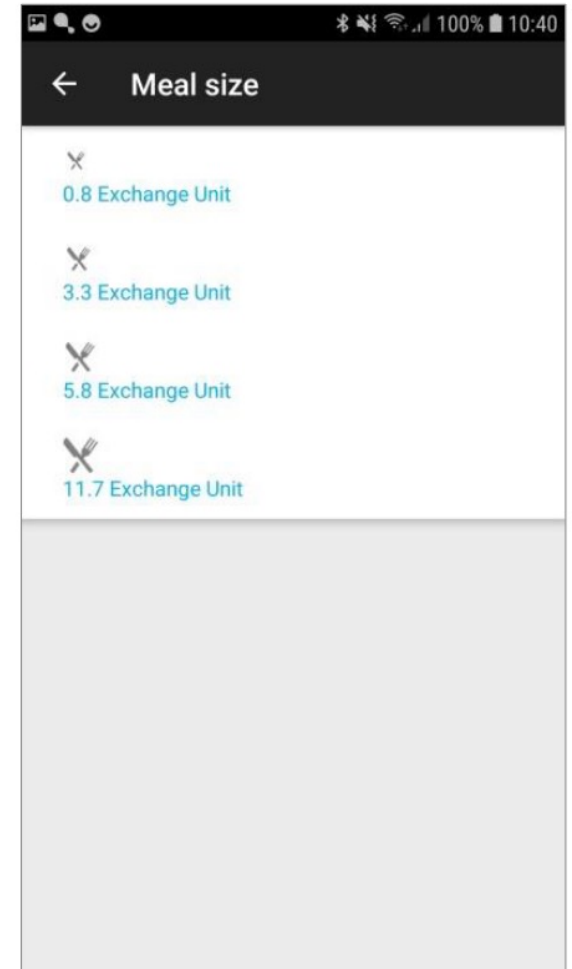 100% 10:40
Meal size
0.8 Exchange Unit
3.3 Exchange Unit
5.8 Exchange Unit
11.7 Exchange Unit